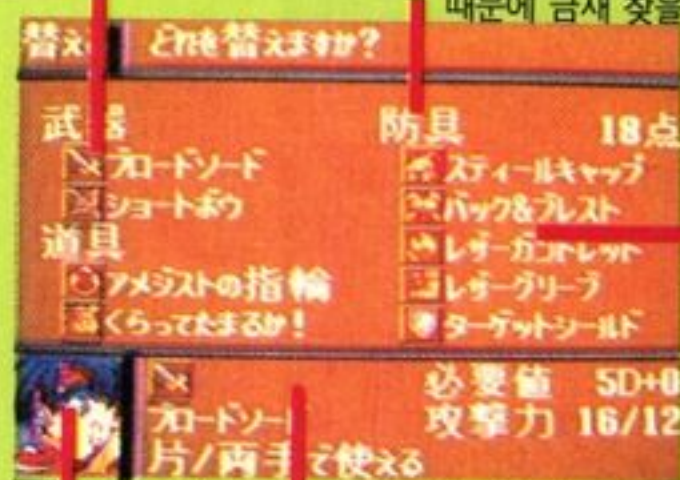 때문에 금새 찾을
替え どれを替えますか?
武器 防具 18点
ブロードソード スティールキャップ
ショートボウ バック&ブレスト
道具 レザーガントレット
アメジストの指輪 レザーグリーブ
くらってたまるか! ターゲットシールド
必要値 5D+0
ブロードソード 攻撃力 16/12
片/両手で使える